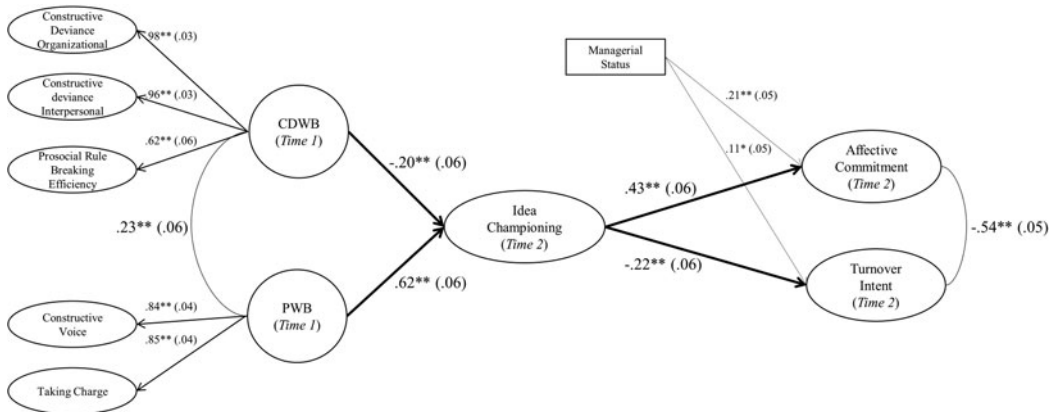 Constructive
Deviance
Organizational
.98** (.03)
Constructive
deviance
Interpersonal
.96** (.03)
.62** (.06)
Prosocial Rule
Breaking
Efficiency
CDWB
(Time 1)
-.20** (.06)
.23** (.06)
Idea
Championing
(Time 2)
.62** (.06)
PWB
(Time 1)
.84** (.04)
Constructive
Voice
.85** (.04)
Taking Charge
Managerial
Status
.21** (.05)
.11* (.05)
Affective
Commitment
(Time 2)
.43** (.06)
-.54** (.05)
-.22** (.06)
Turnover
Intent
(Time 2)